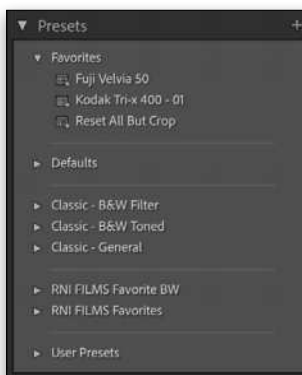 Presets
Favorites
Fuji Velvia 50
Kodak Tri-x 400 - 01
Reset All But Crop
Defaults
Classic - B&W Filter
Classic - B&W Toned
Classic - General
RNI FILMS Favorite BW
RNI FILMS Favorites
User Presets